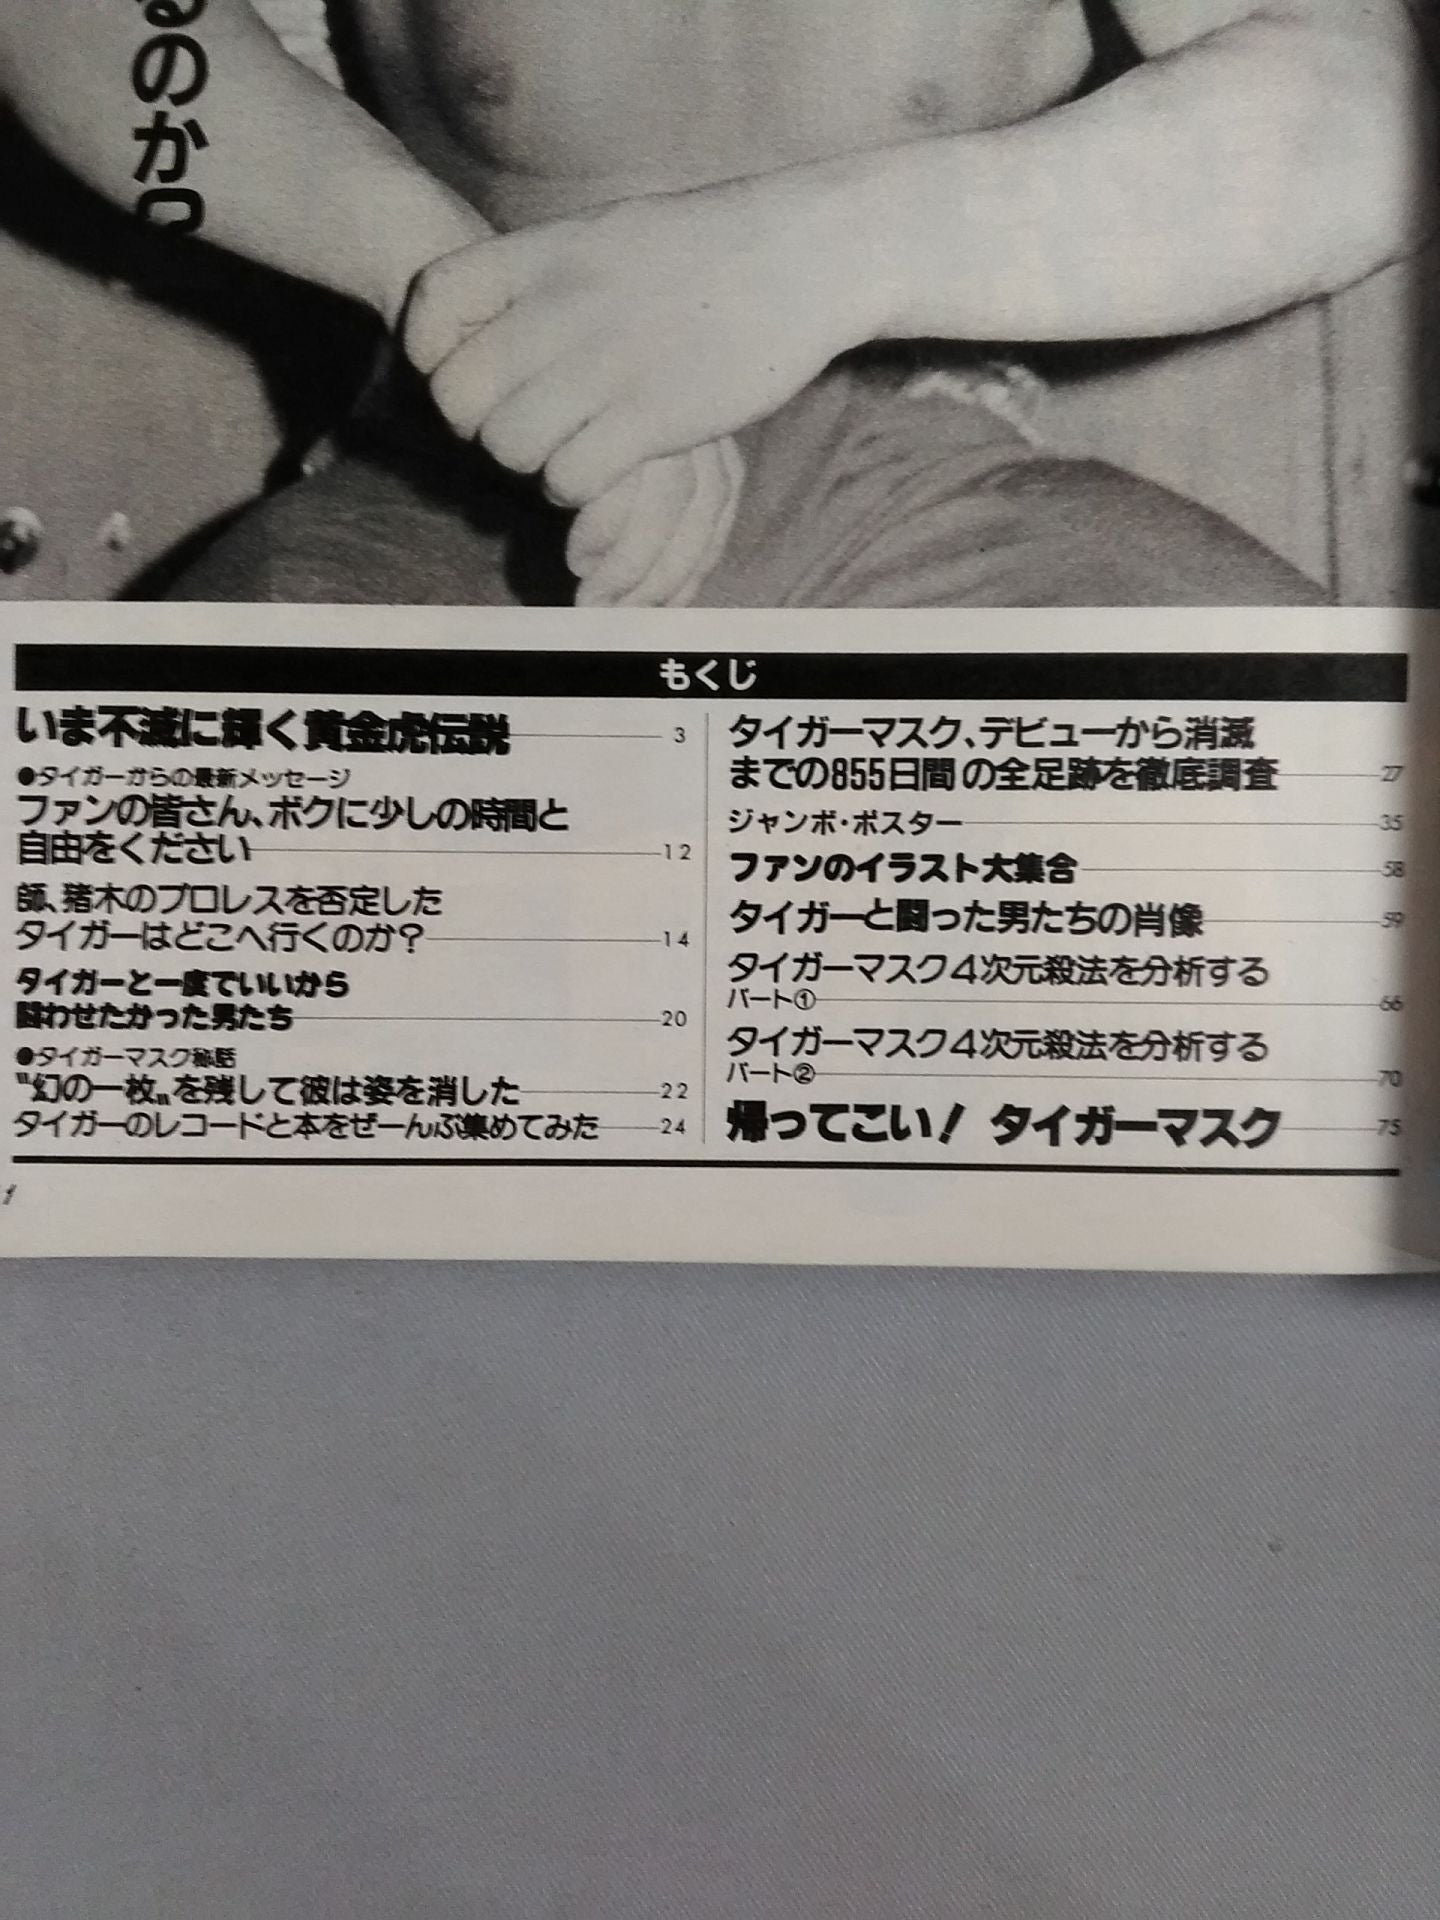 のか
もくじ
いま不滅に輝く黄金虎伝説 3
●タイガーからの最新メッセージ
ファンの皆さん、ボクに少しの時間と
自由をください 12
師、猪木のプロレスを否定した
タイガーはどこへ行くのか? 14
タイガーと一度でいいから
闘わせたかった男たち 20
●タイガーマスク秘話
〝幻の一枚〟を残して彼は姿を消した 22
タイガーのレコードと本をぜーんぶ集めてみた 24
タイガーマスク、デビューから消滅
までの855日間の全足跡を徹底調査 27
ジャンボ・ポスター 35
ファンのイラスト大集合 58
タイガーと闘った男たちの肖像 59
タイガーマスク4次元殺法を分析する
パート① 66
タイガーマスク4次元殺法を分析する
パート② 70
帰ってこい! タイガーマスク 75
1